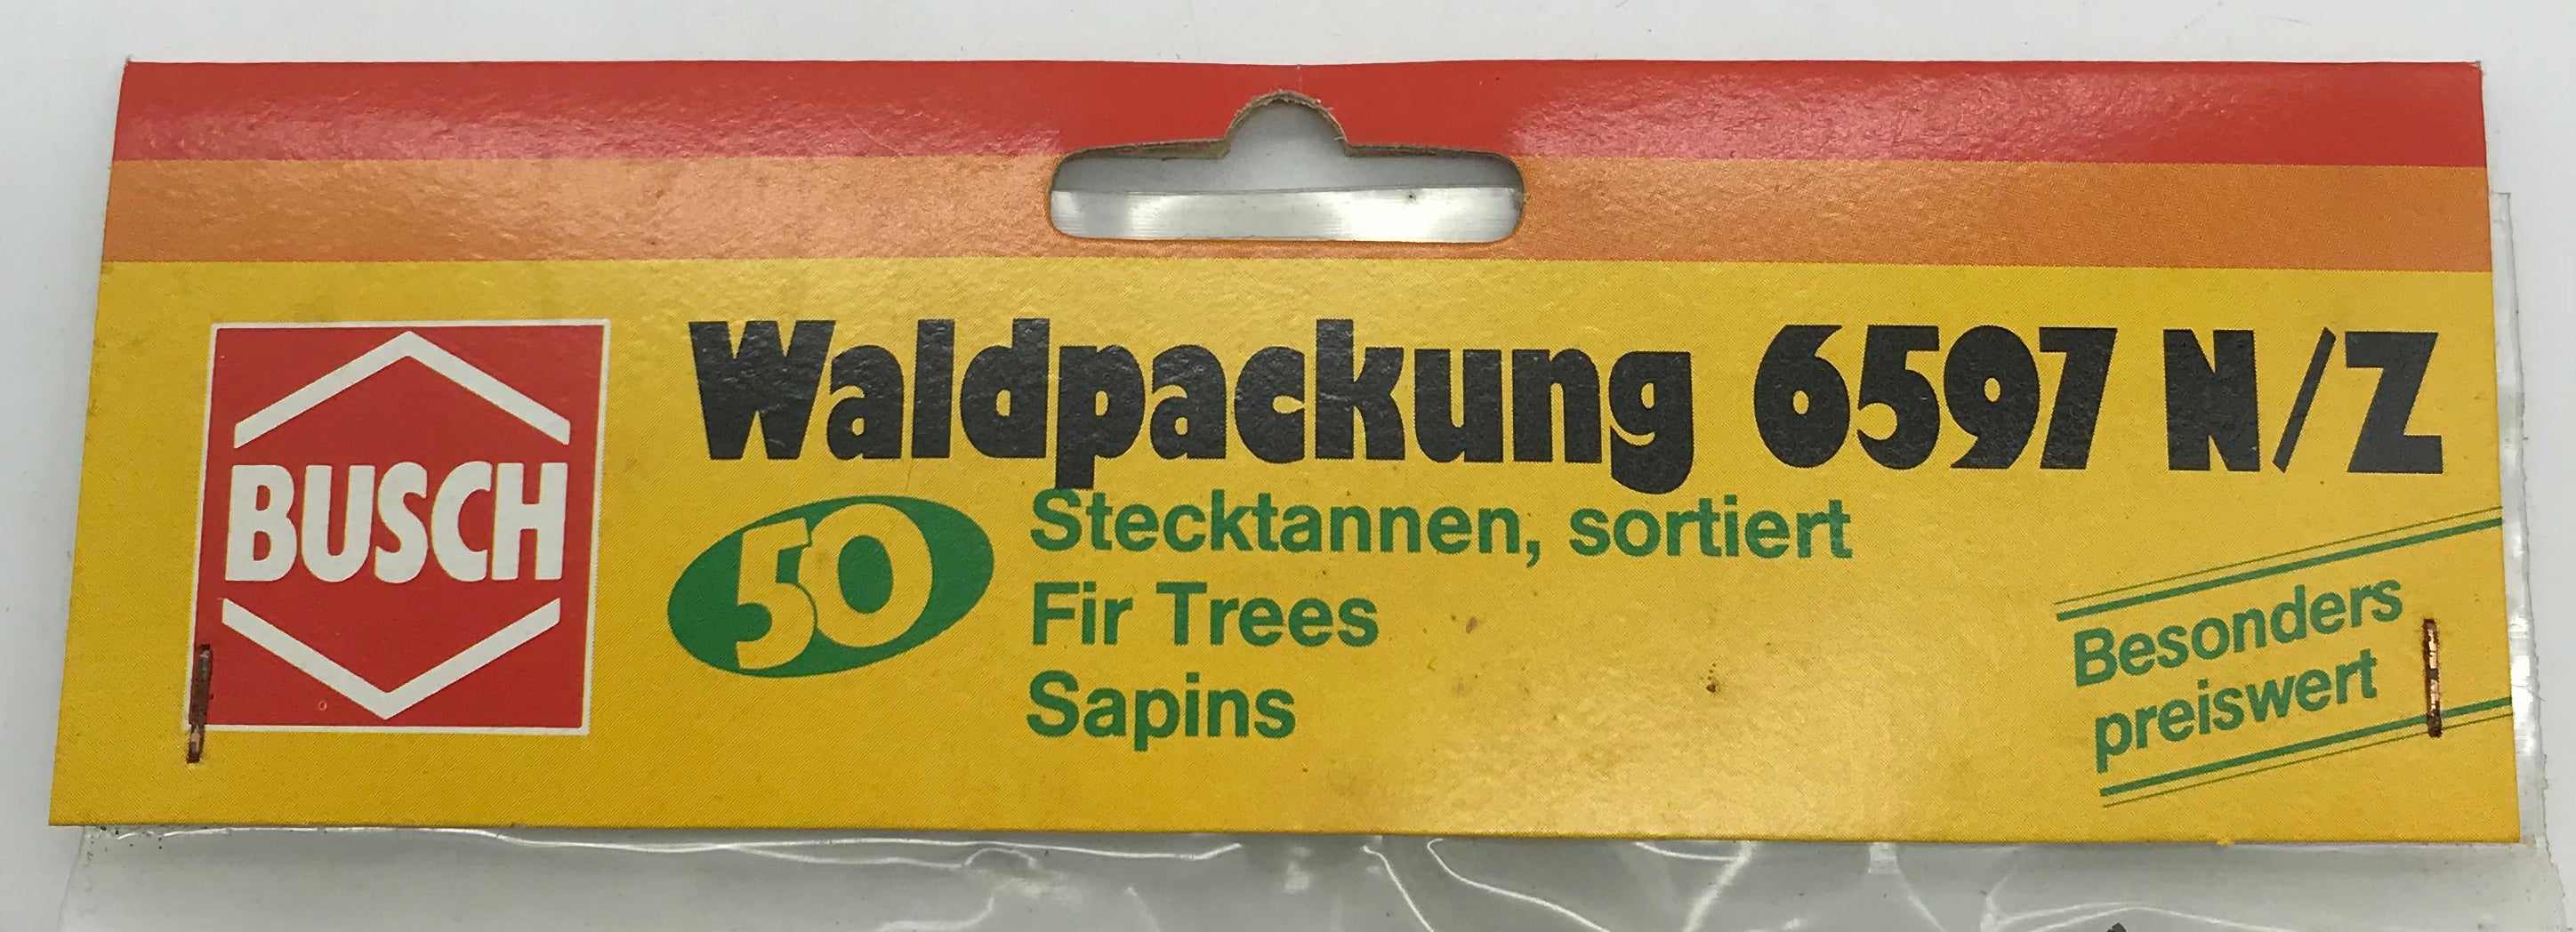 BUSCH
Waldpackung 6597 N/Z
50
Stecktannen, sortiert
Fir Trees
Sapins
Besonders
preiswert